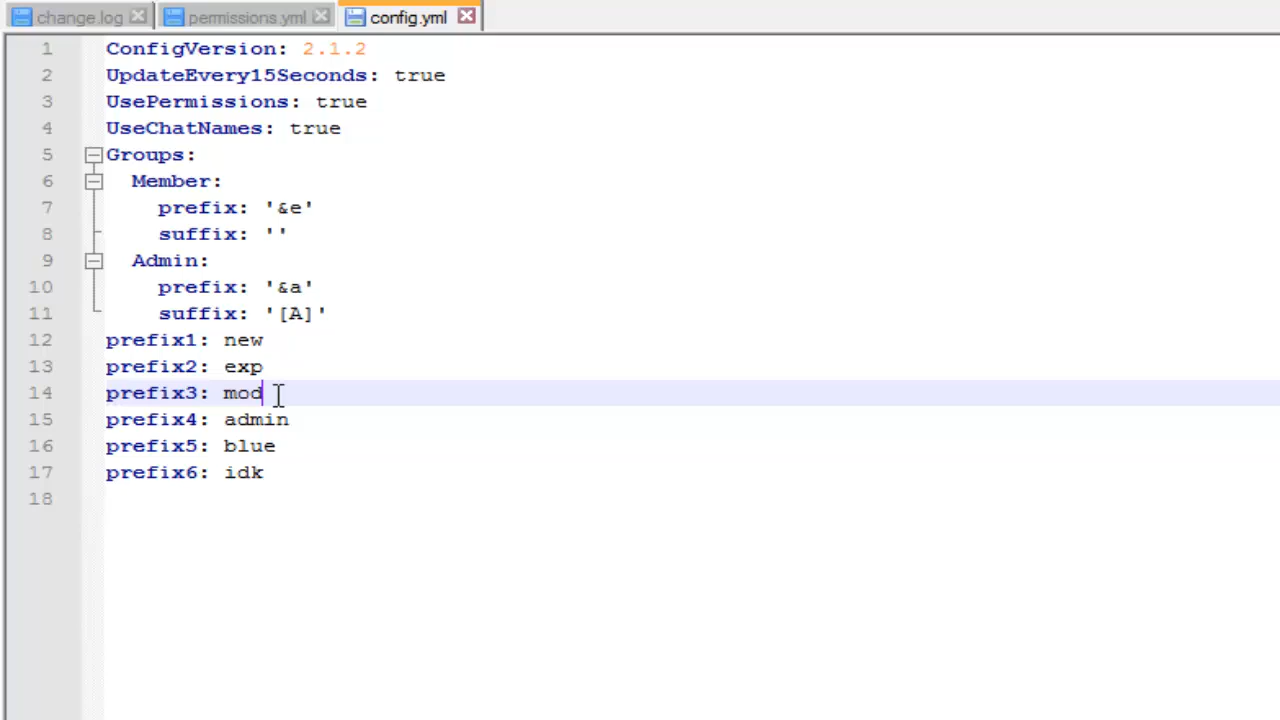 change.log permissions.yml config.yml
1 ConfigVersion: 2.1.2
2 UpdateEvery15Seconds: true
3 UsePermissions: true
4 UseChatNames: true
5 Groups:
6 Member:
7 prefix: '&e'
8 suffix: ''
9 Admin:
10 prefix: '&a'
11 suffix: '[A]'
12 prefix1: new
13 prefix2: exp
14 prefix3: mod
15 prefix4: admin
16 prefix5: blue
17 prefix6: idk
18